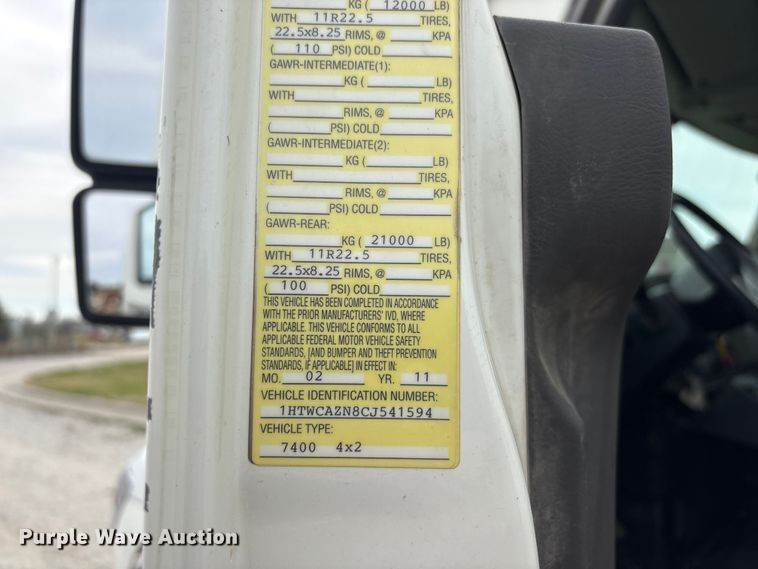 KG ( 12000 LB)
WITH 11R22.5 TIRES,
22.5x8.25 RIMS, @ KPA
( 110 PSI) COLD
GAWR-INTERMEDIATE(1):
KG ( LB)
WITH TIRES,
RIMS, @ KPA
( PSI) COLD
GAWR-INTERMEDIATE(2):
KG ( LB)
WITH TIRES,
RIMS, @ KPA
( PSI) COLD
GAWR-REAR:
KG ( 21000 LB)
WITH 11R22.5 TIRES,
22.5x8.25 RIMS, @ KPA
( 100 PSI) COLD
THIS VEHICLE HAS BEEN COMPLETED IN ACCORDANCE
WITH THE PRIOR MANUFACTURERS' IVD, WHERE
APPLICABLE. THIS VEHICLE CONFORMS TO ALL
APPLICABLE FEDERAL MOTOR VEHICLE SAFETY
STANDARDS, [AND BUMPER AND THEFT PREVENTION
STANDARDS, IF APPLICABLE] IN EFFECT IN:
MO. 02 YR. 11
VEHICLE IDENTIFICATION NUMBER:
1HTWCAZN8CJ541594
VEHICLE TYPE:
7400 4x2
Purple Wave Auction